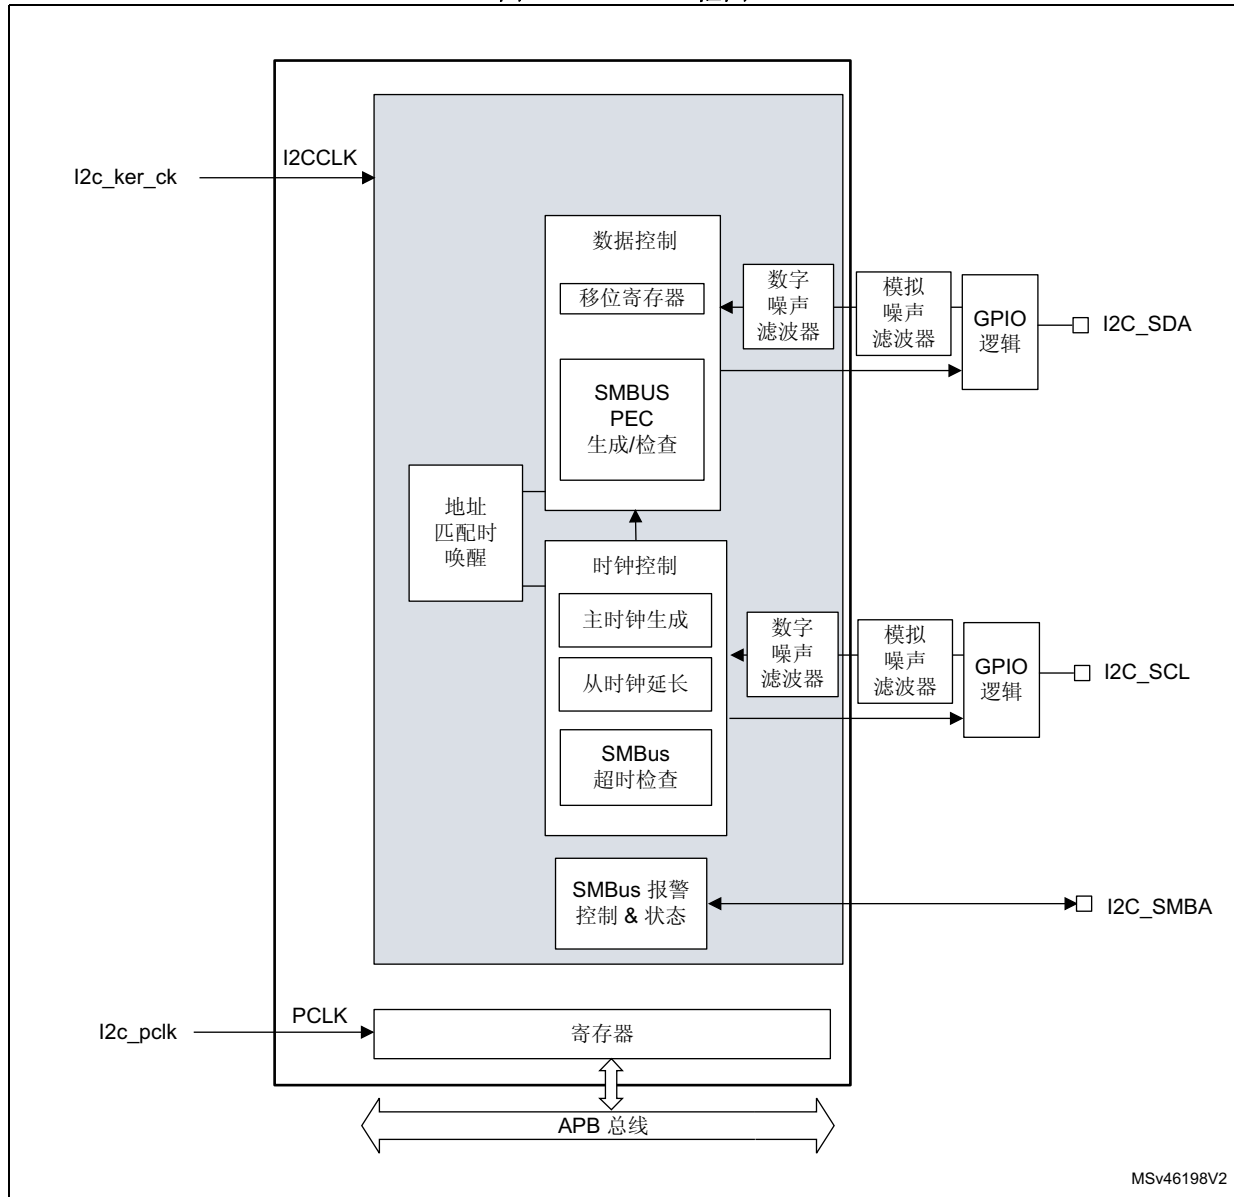 I2CCLK
I2c_ker_ck
数据控制
移位寄存器
SMBUS
PEC
生成/检查
数字
噪声
滤波器
模拟
噪声
滤波器
GPIO
逻辑
I2C_SDA
地址
匹配时
唤醒
时钟控制
主时钟生成
从时钟延长
SMBus
超时检查
数字
噪声
滤波器
模拟
噪声
滤波器
GPIO
逻辑
I2C_SCL
SMBus 报警
控制 & 状态
I2C_SMBA
PCLK
I2c_pclk
寄存器
APB 总线
MSv46198V2